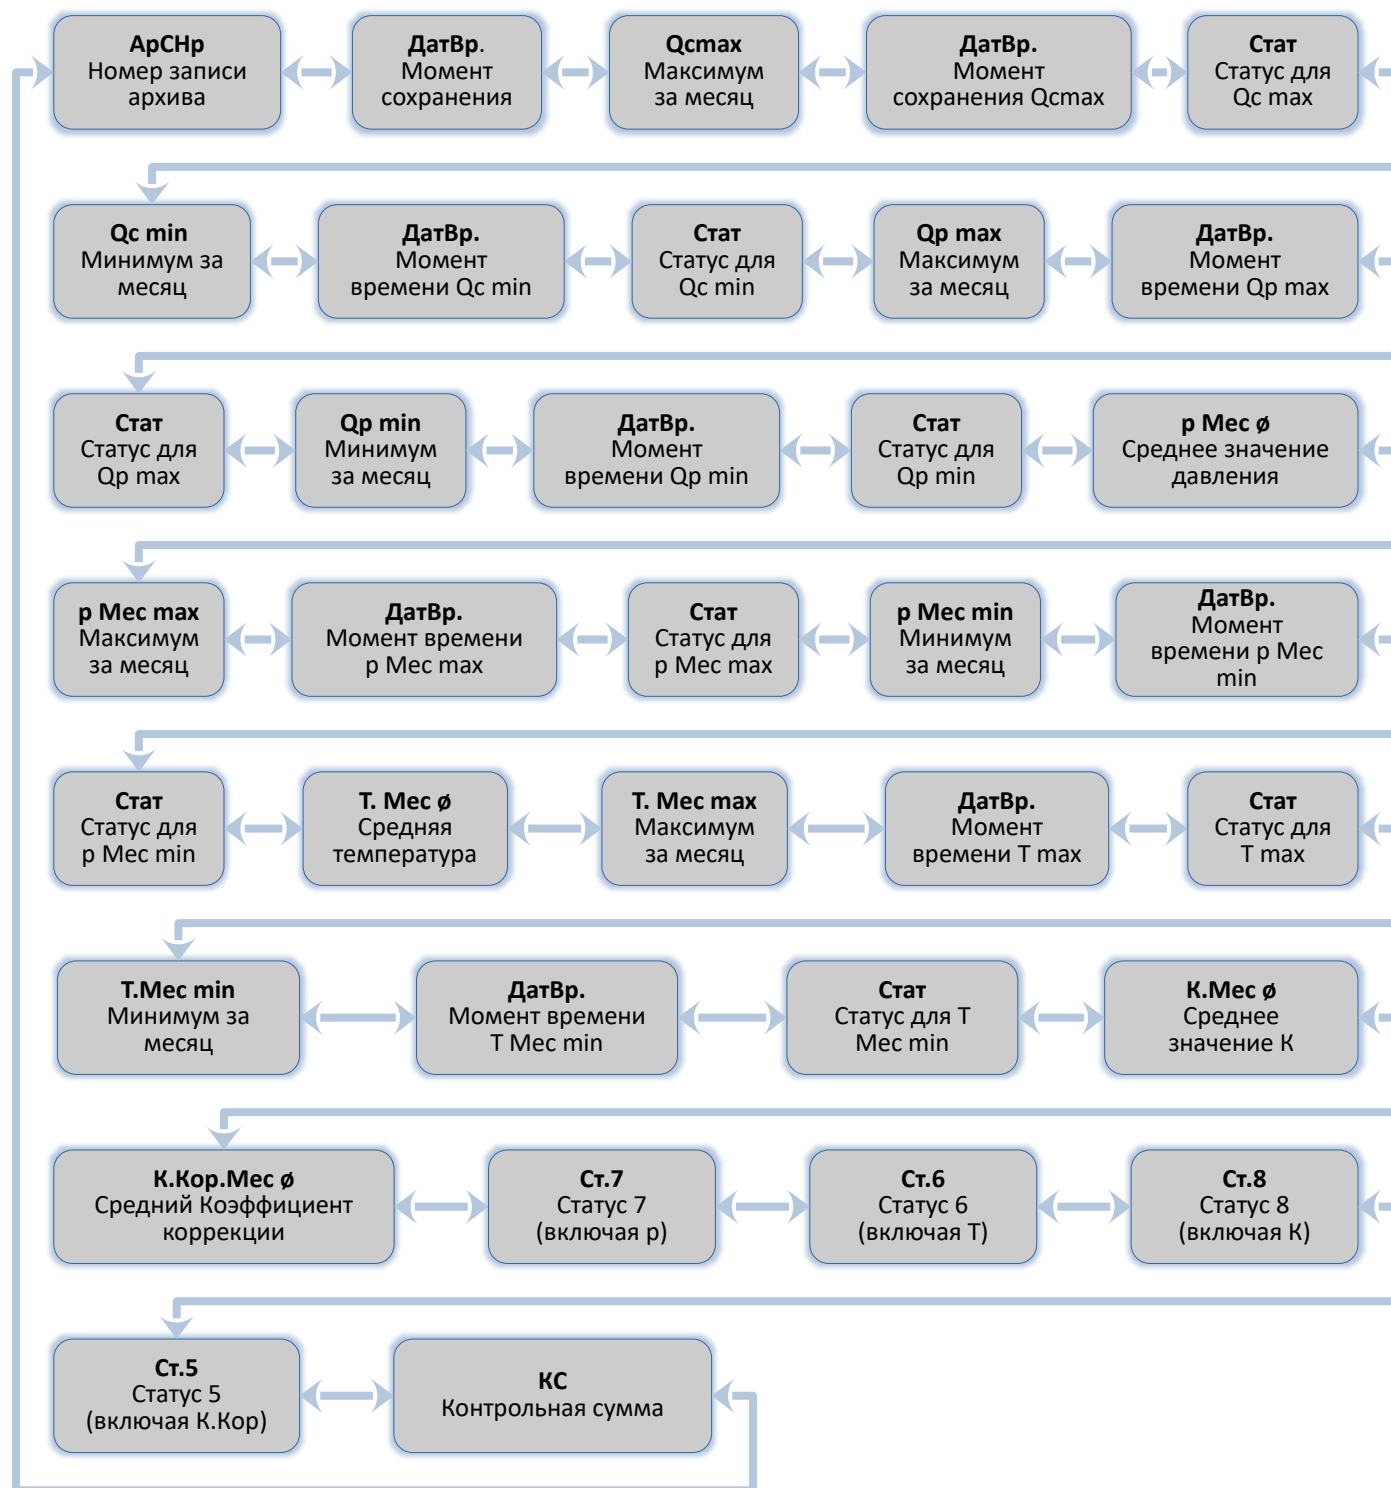 АрСНр
Номер записи
архива
ДатВр.
Момент
сохранения
Qcmax
Максимум
за месяц
ДатВр.
Момент
сохранения Qcmax
Стат
Статус для
Qc max
Qc min
Минимум за
месяц
ДатВр.
Момент
времени Qc min
Стат
Статус для
Qc min
Qp max
Максимум
за месяц
ДатВр.
Момент
времени Qp max
Стат
Статус для
Qp max
Qp min
Минимум
за месяц
ДатВр.
Момент
времени Qp min
Стат
Статус для
Qp min
p Мес ø
Среднее значение
давления
p Мес max
Максимум
за месяц
ДатВр.
Момент времени
p Мес max
Стат
Статус для
p Мес max
p Мес min
Минимум
за месяц
ДатВр.
Момент
времени p Мес
min
Стат
Статус для
p Мес min
Т. Мес ø
Средняя
температура
Т. Мес max
Максимум
за месяц
ДатВр.
Момент
времени Т max
Стат
Статус для
Т max
Т.Мес min
Минимум за
месяц
ДатВр.
Момент времени
Т Мес min
Стат
Статус для Т
Мес min
К.Мес ø
Среднее
значение К
К.Кор.Мес ø
Средний Коэффициент
коррекции
Ст.7
Статус 7
(включая p)
Ст.6
Статус 6
(включая Т)
Ст.8
Статус 8
(включая К)
Ст.5
Статус 5
(включая К.Кор)
КС
Контрольная сумма